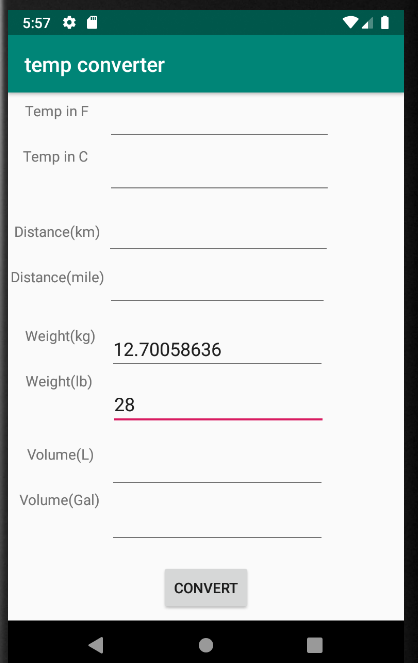 5:57
temp converter
Temp in F
Temp in C
Distance(km)
Distance(mile)
Weight(kg)
12.70058636
Weight(lb)
28
Volume(L)
Volume(Gal)
CONVERT